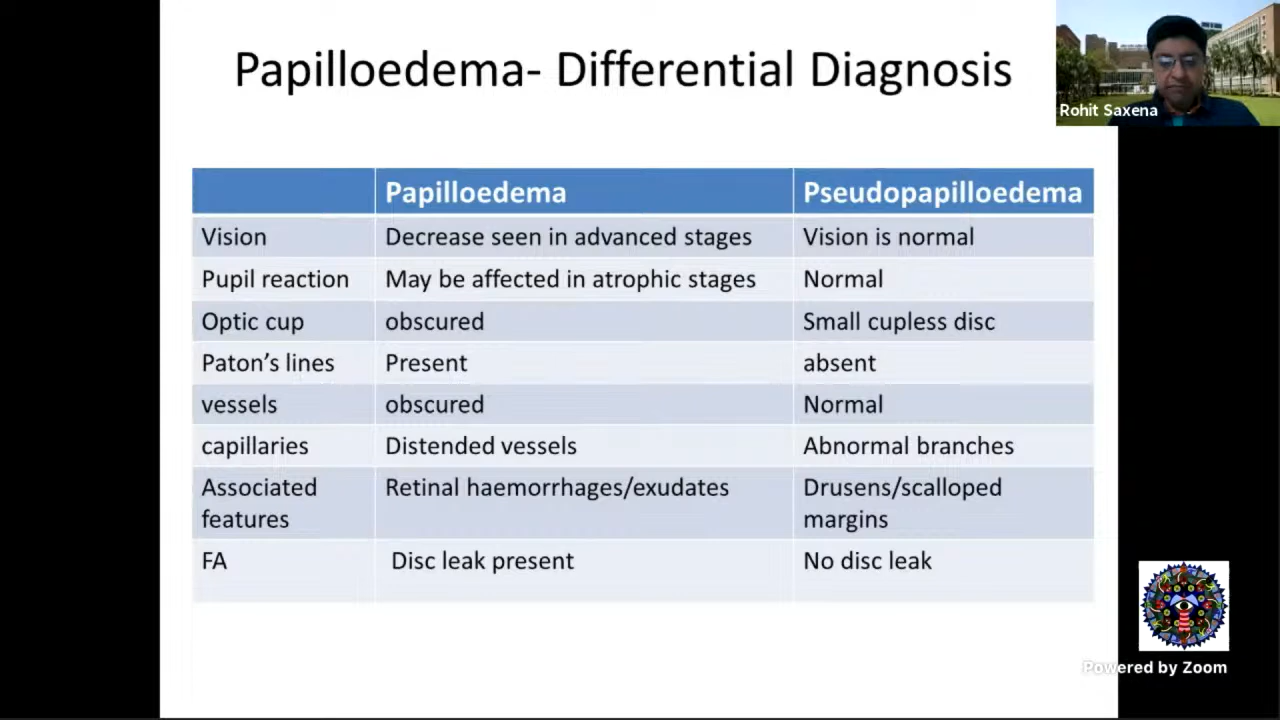 Papilloedema- Differential Diagnosis
Rohit Saxena
Papilloedema Pseudopapilloedema
Vision Decrease seen in advanced stages Vision is normal
Pupil reaction May be affected in atrophic stages Normal
Optic cup obscured Small cupless disc
Paton’s lines Present absent
vessels obscured Normal
capillaries Distended vessels Abnormal branches
Associated features Retinal haemorrhages/exudates Drusens/scalloped margins
FA Disc leak present No disc leak
Powered by Zoom